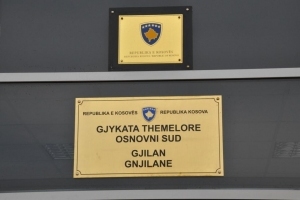 REPUBLIKA E KOSOVËS
REPUBLIKA E KOSOVËS REPUBLIKA KOSOVA
GJYKATA THEMELORE
OSNOVNI SUD
GJILAN
GNJILANE